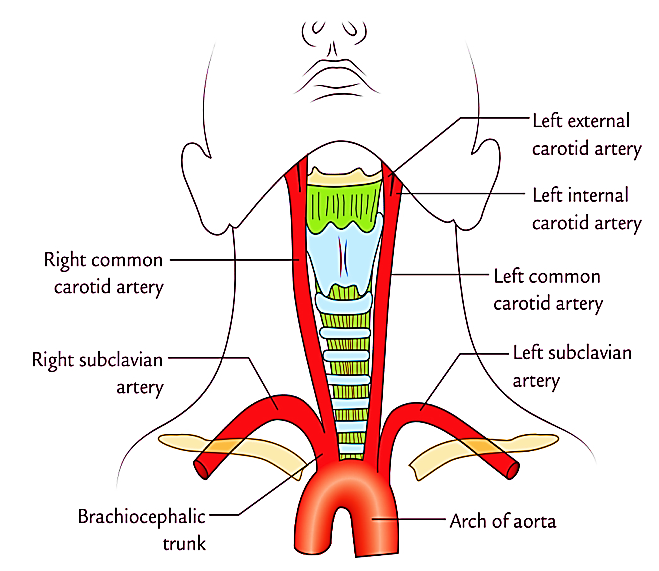 Left external
carotid artery
Left internal
carotid artery
Right common
carotid artery
Left common
carotid artery
Right subclavian
artery
Left subclavian
artery
Brachiocephalic
trunk
Arch of aorta